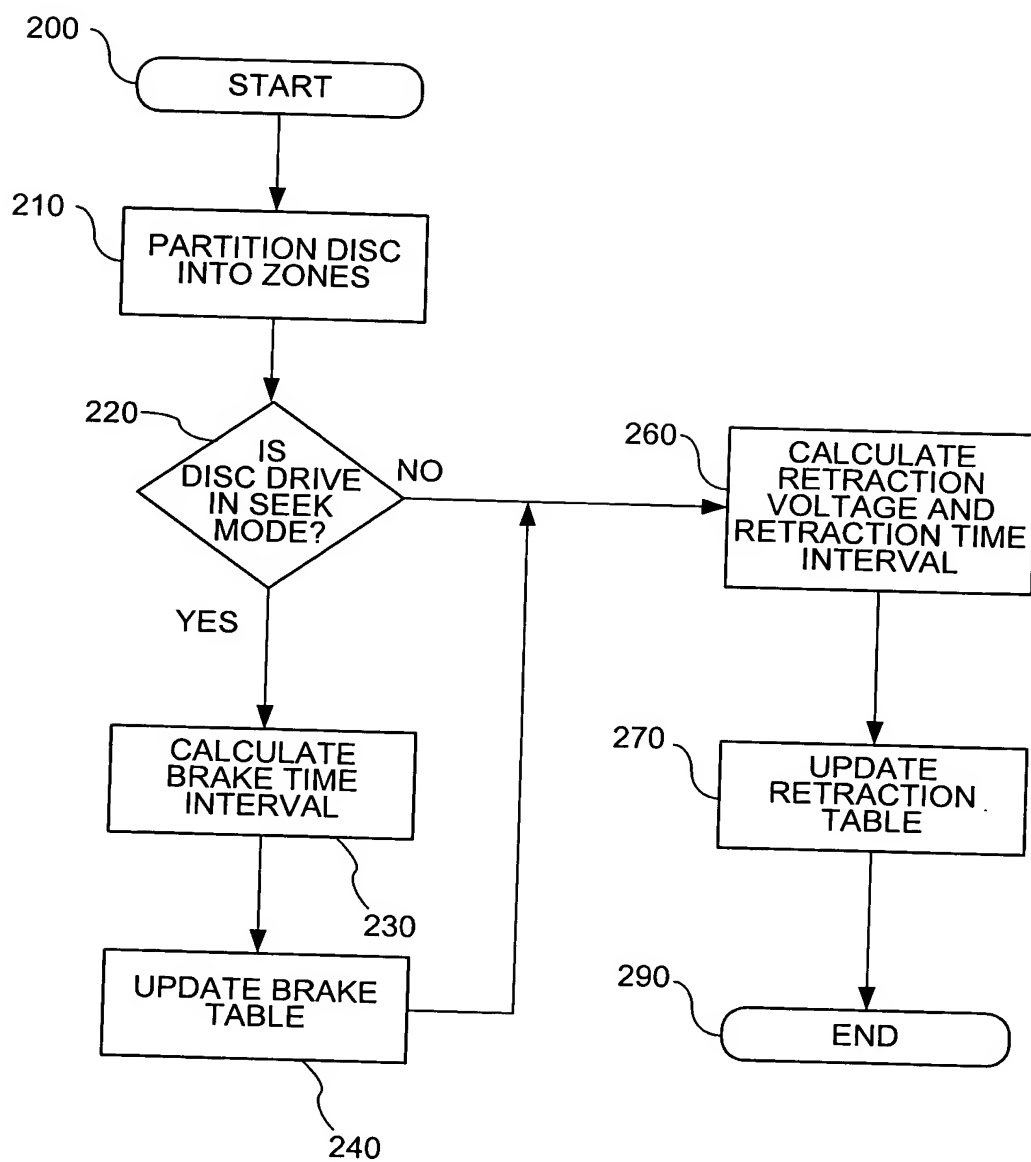 200
START
210
PARTITION DISC
INTO ZONES
220
IS
DISC DRIVE
IN SEEK
MODE?
NO
YES
CALCULATE
BRAKE TIME
INTERVAL
230
UPDATE BRAKE
TABLE
240
260
CALCULATE
RETRACTION
VOLTAGE AND
RETRACTION TIME
INTERVAL
270
UPDATE
RETRACTION
TABLE
290
END